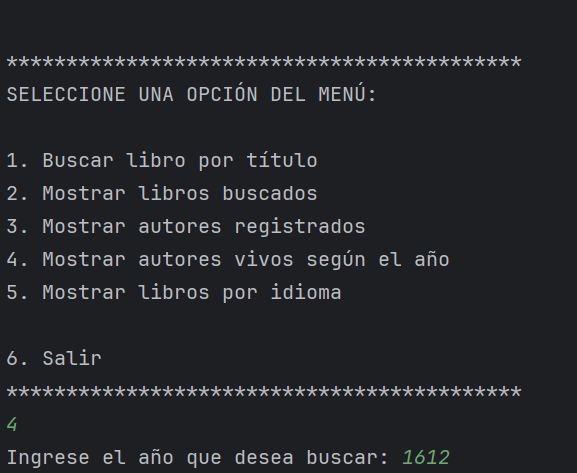 *******************************************
SELECCIONE UNA OPCIÓN DEL MENÚ:
1. Buscar libro por título
2. Mostrar libros buscados
3. Mostrar autores registrados
4. Mostrar autores vivos según el año
5. Mostrar libros por idioma
6. Salir
*******************************************
4
Ingrese el año que desea buscar: 1612